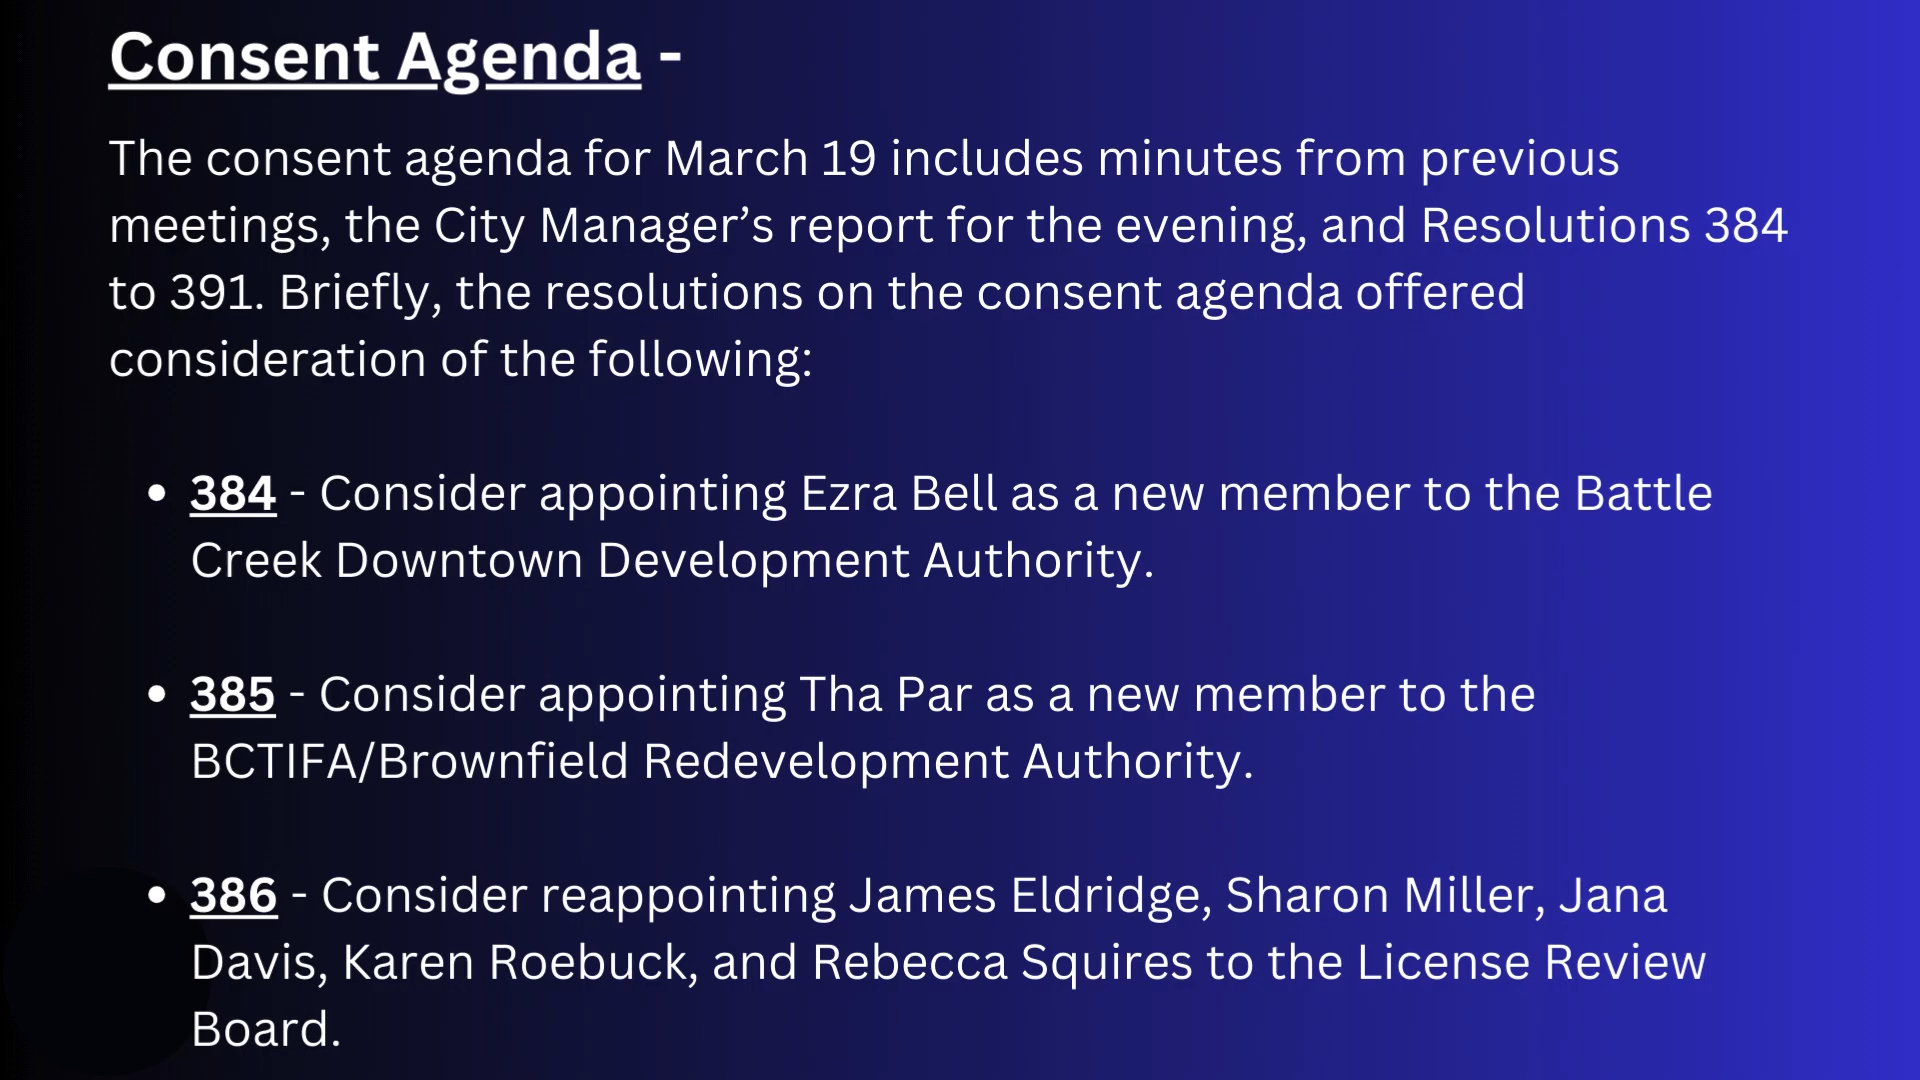 Consent Agenda -
The consent agenda for March 19 includes minutes from previous
meetings, the City Manager’s report for the evening, and Resolutions 384
to 391. Briefly, the resolutions on the consent agenda offered
consideration of the following:
• 384 - Consider appointing Ezra Bell as a new member to the Battle
Creek Downtown Development Authority.
• 385 - Consider appointing Tha Par as a new member to the
BCTIFA/Brownfield Redevelopment Authority.
• 386 - Consider reappointing James Eldridge, Sharon Miller, Jana
Davis, Karen Roebuck, and Rebecca Squires to the License Review
Board.